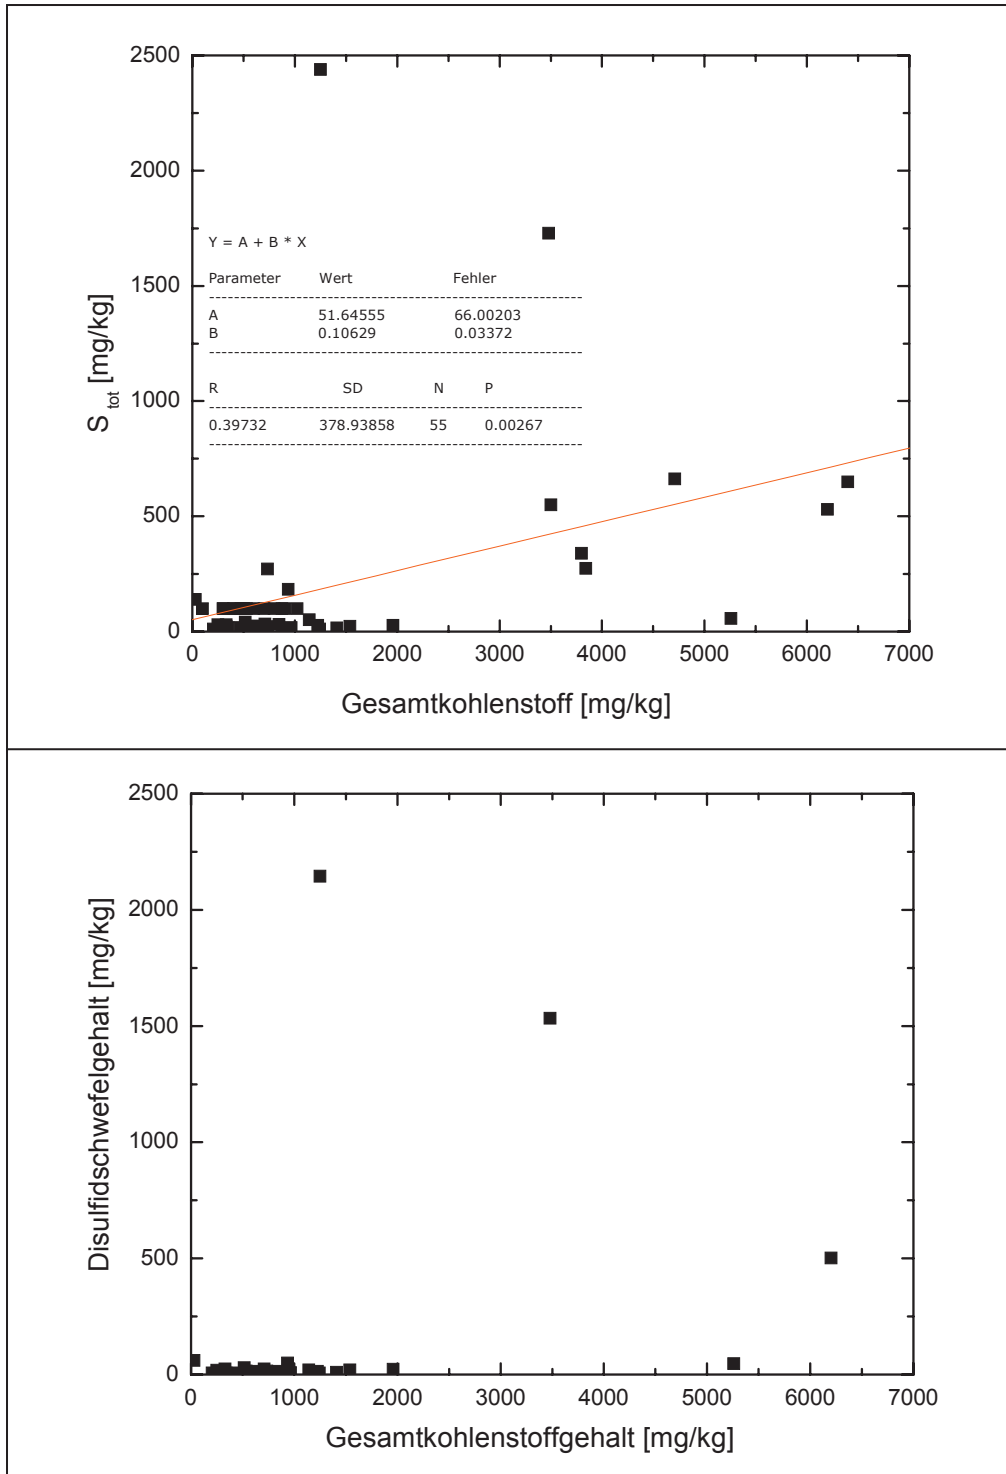 2500
2000
1500
1000
500
0
S tot [mg/kg]
Y = A + B * X
Parameter Wert Fehler
A 51.64555 66.00203
B 0.10629 0.03372
R SD N P
0.39732 378.93858 55 0.00267
0 1000 2000 3000 4000 5000 6000 7000
Gesamtkohlenstoff [mg/kg]
2500
2000
1500
1000
500
0
Disulfidschwefelgehalt [mg/kg]
0 1000 2000 3000 4000 5000 6000 7000
Gesamtkohlenstoffgehalt [mg/kg]